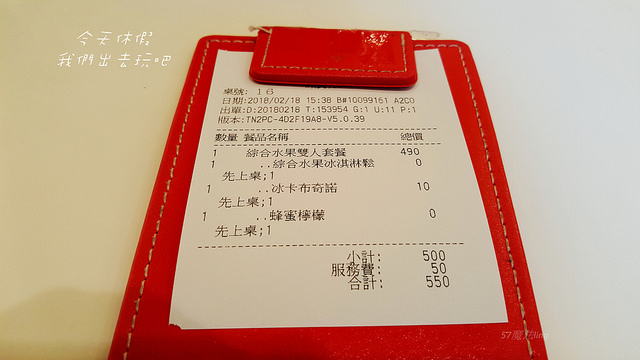 今天休假
我們出去玩吧
桌號: 16
日期:2018/02/18 15:38 B#10099161 A2C0
出單:D:20180218 T:153954 G:1 U:11 P:1
版本:TN2PC-4D2F19A8-V5.0.39
數量 餐品名稱 總價
1 綜合水果雙人套餐 490
1 ..綜合水果冰淇淋鬆 0
先上桌;1
1 ..冰卡布奇諾 10
先上桌;1
1 ..蜂蜜檸檬 0
先上桌;1
小計: 500
服務費: 50
合計: 550